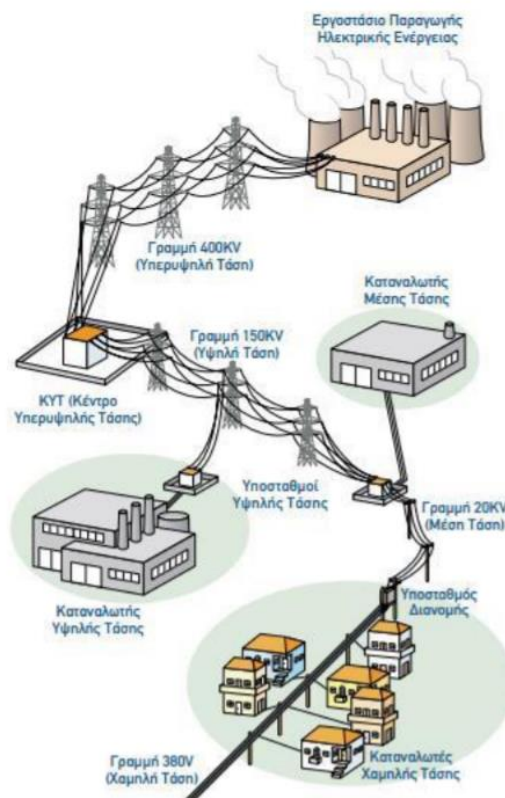 Εργοστάσιο Παραγωγής
Ηλεκτρικής Ενέργειας
Γραμμή 400KV
(Υπερυψηλή Τάση)
Καταναλωτής
Μέσης Τάσης
Γραμμή 150KV
(Υψηλή Τάση)
ΚΥΤ (Κέντρο
Υπερυψηλής Τάσης)
Υποσταθμοί
Υψηλής Τάσης
Γραμμή 20KV
(Μέση Τάση)
Καταναλωτής
Υψηλής Τάσης
Υποσταθμός
Διανομής
Γραμμή 380V
(Χαμηλή Τάση)
Καταναλωτές
Χαμηλής Τάσης